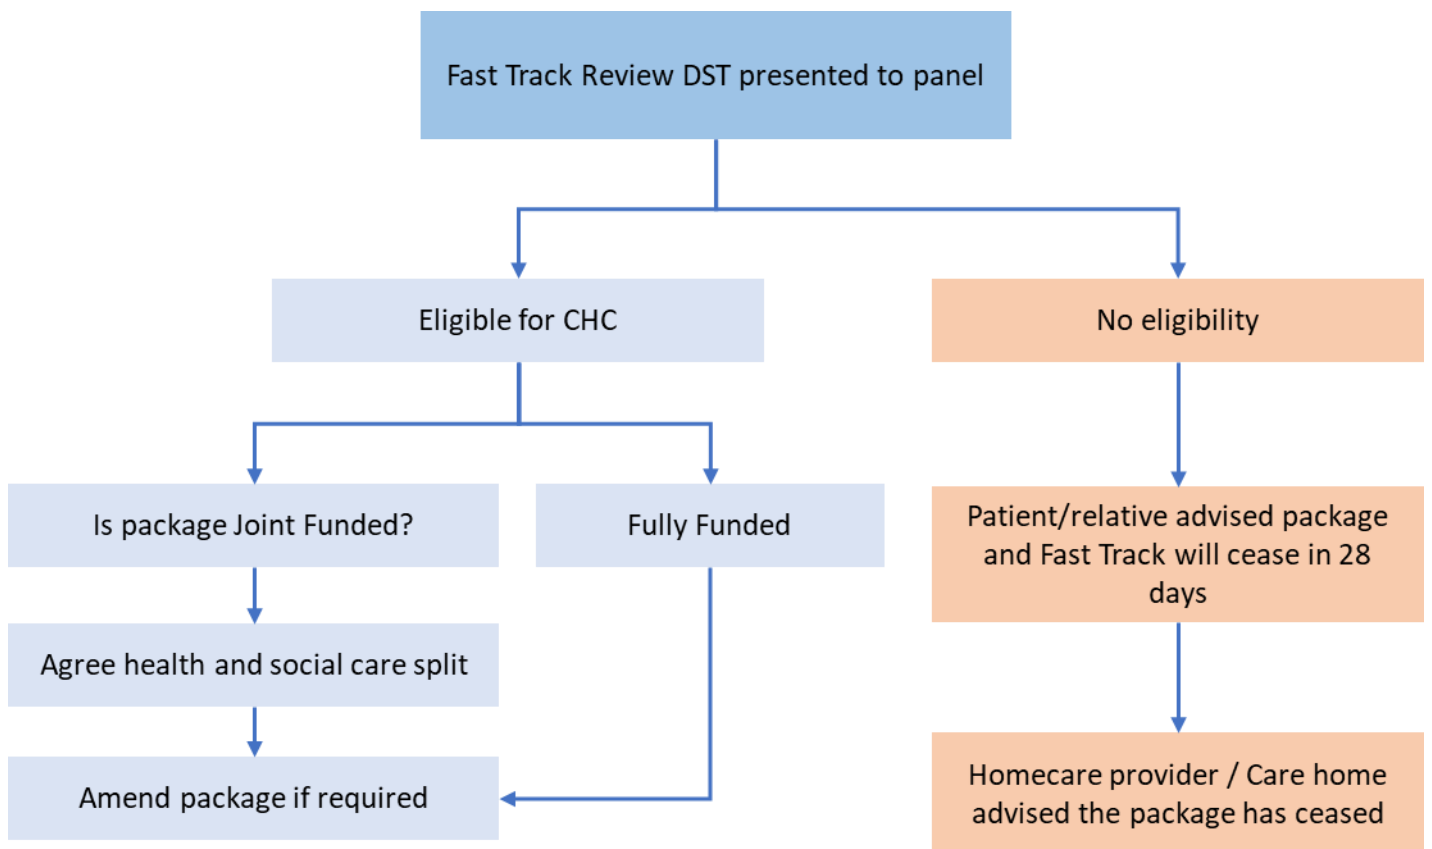 Fast Track Review DST presented to panel
Eligible for CHC
No eligibility
Is package Joint Funded?
Fully Funded
Patient/relative advised package
and Fast Track will cease in 28
days
Agree health and social care split
Amend package if required
Homecare provider / Care home
advised the package has ceased